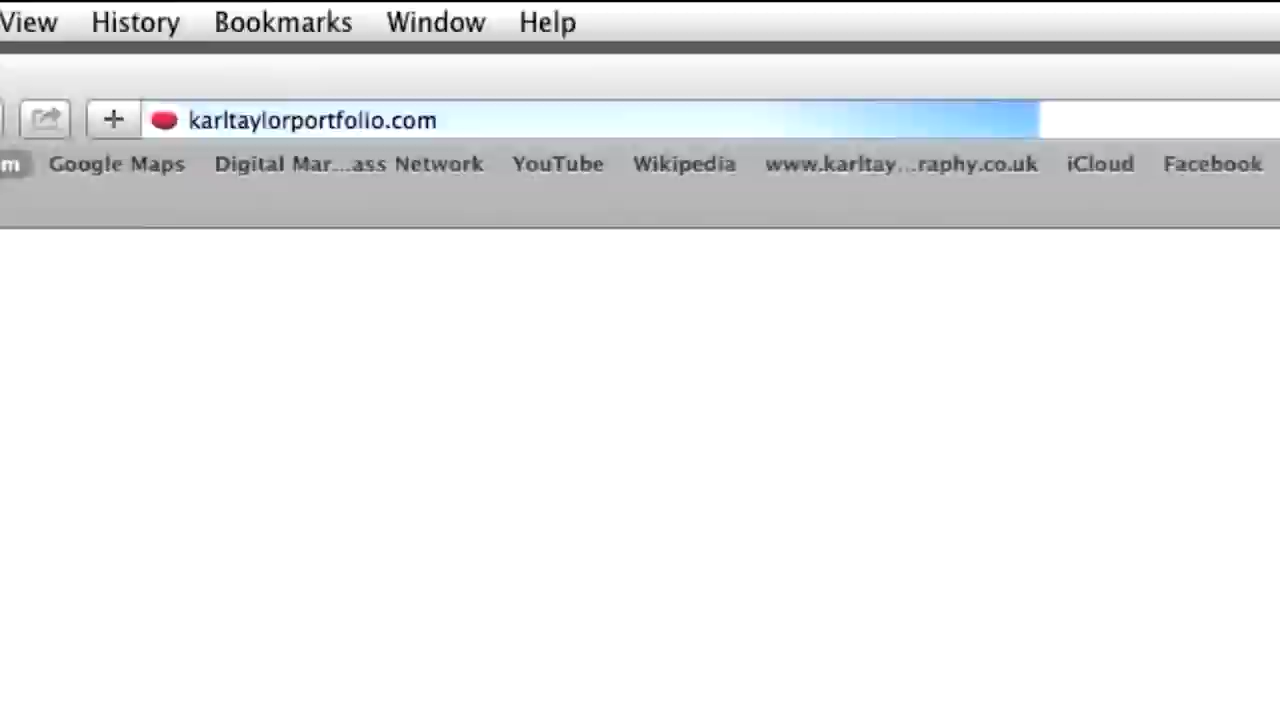 View History Bookmarks Window Help
karltaylorportfolio.com
m Google Maps Digital Mar...ass Network YouTube Wikipedia www.karltay...raphy.co.uk iCloud Facebook